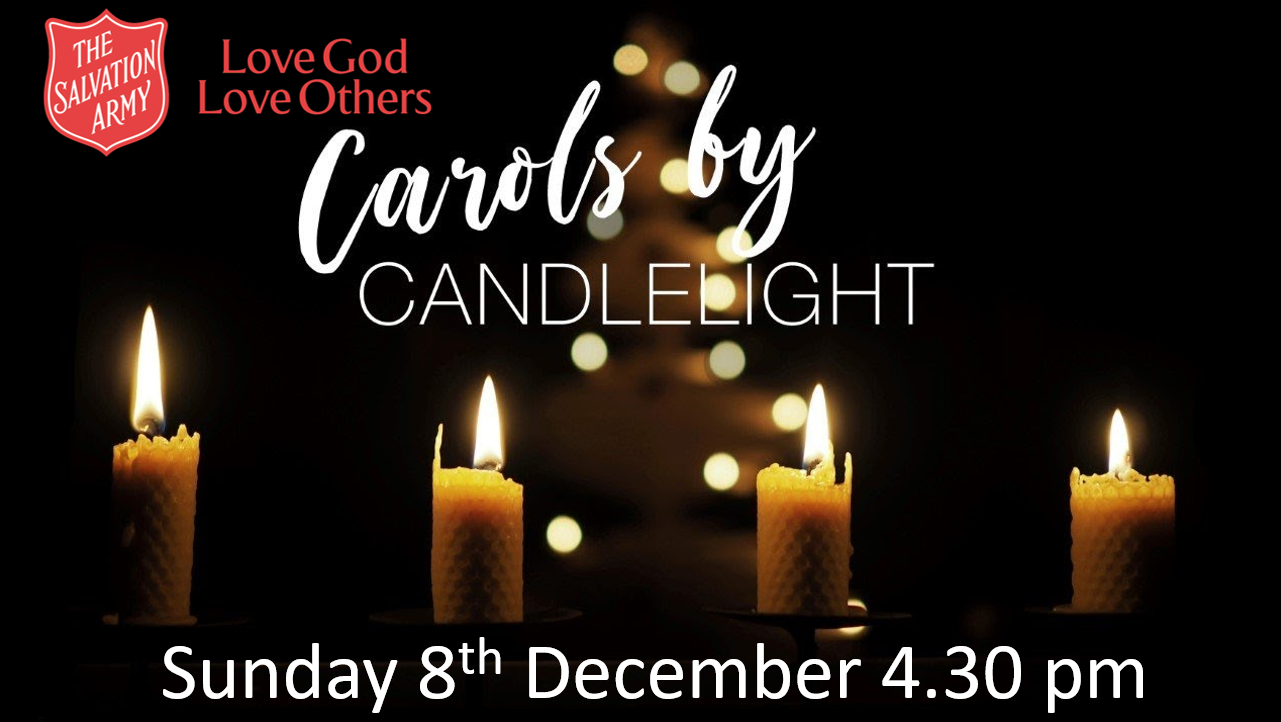 THE
SALVATION
ARMY
Love God
Love Others
Carols by
CANDLELIGHT
Sunday 8th December 4.30 pm